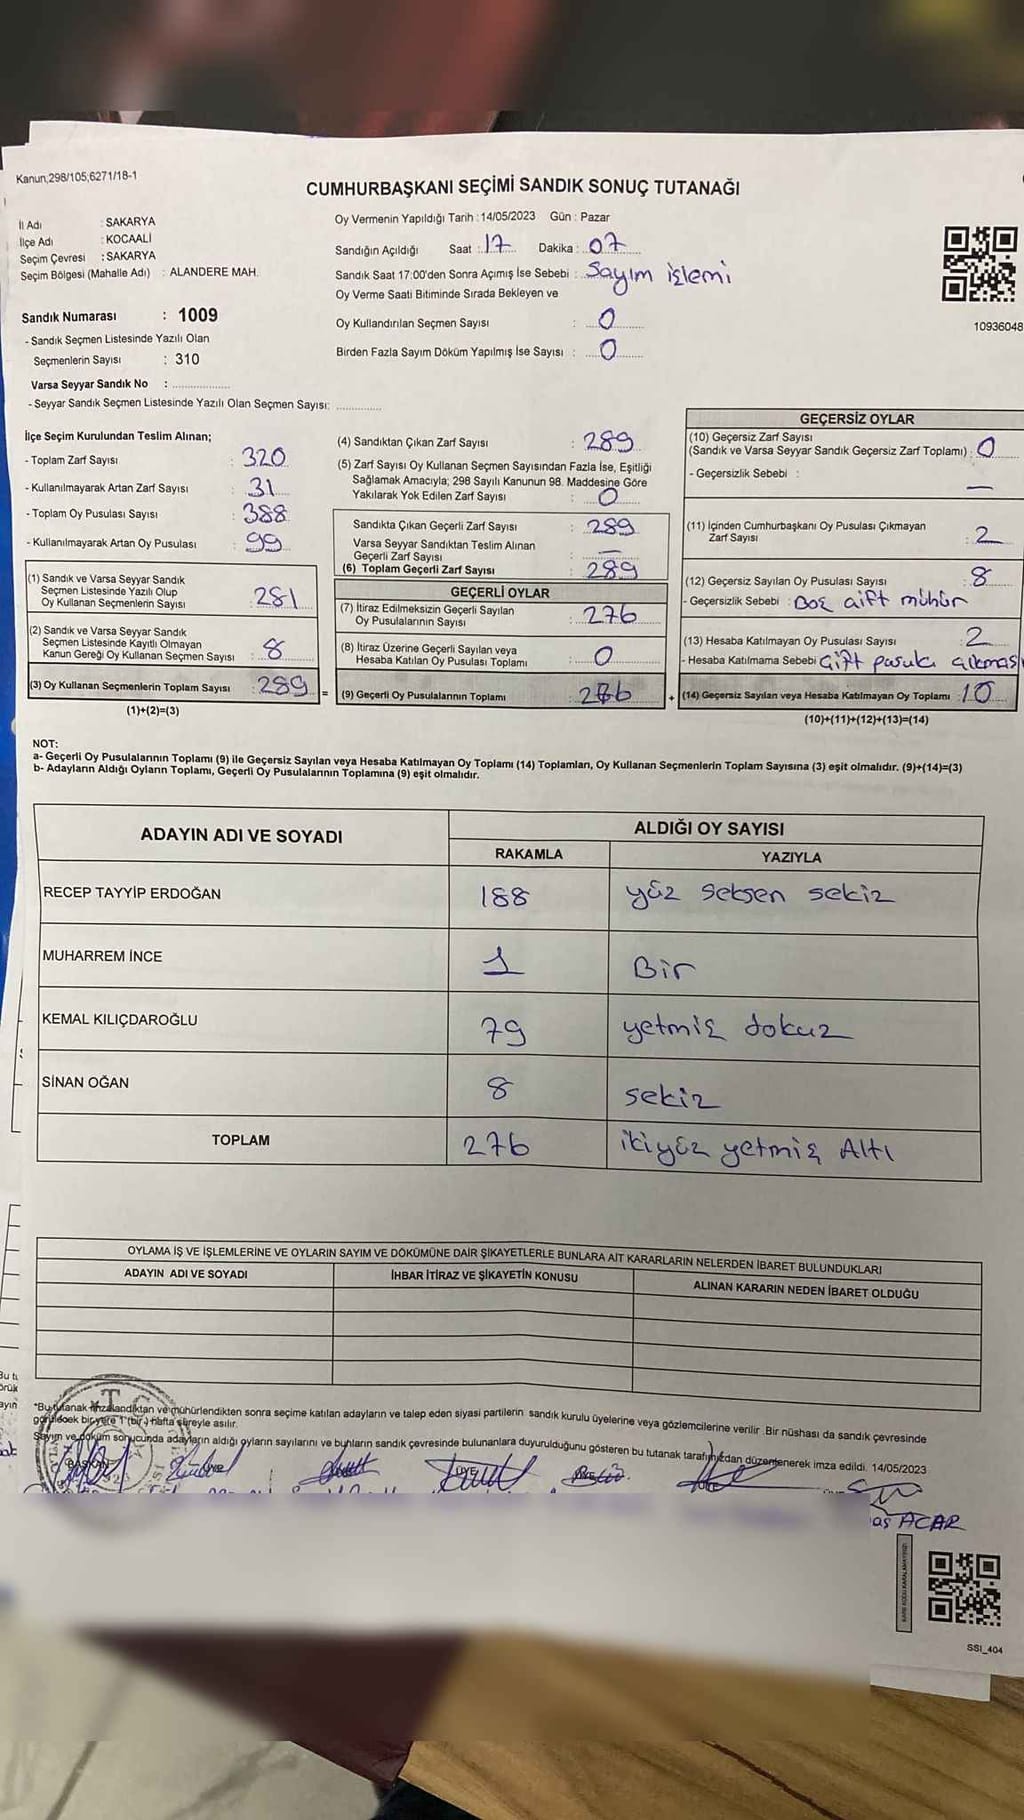 Kanun;298/105;6271/18-1
CUMHURBAŞKANI SEÇİMİ SANDIK SONUÇ TUTANAĞI
İl Adı : SAKARYA
İlçe Adı : KOCAALİ
Seçim Çevresi : SAKARYA
Seçim Bölgesi (Mahalle Adı) : ALANDERE MAH.
Sandık Numarası : 1009
- Sandık Seçmen Listesinde Yazılı Olan
Seçmenlerin Sayısı : 310
Varsa Seyyar Sandık No : ..................
- Seyyar Sandık Seçmen Listesinde Yazılı Olan Seçmen Sayısı: ..............
Oy Vermenin Yapıldığı Tarih : 14/05/2023 Gün : Pazar
Sandığın Açıldığı Saat : 17 Dakika : 07
Sandık Saat 17:00'den Sonra Açımış İse Sebebi : Sayım işlemi
Oy Verme Saati Bitiminde Sırada Bekleyen ve
Oy Kullandırılan Seçmen Sayısı : 0
Birden Fazla Sayım Döküm Yapılmış İse Sayısı : 0
10936048
İlçe Seçim Kurulundan Teslim Alınan;
- Toplam Zarf Sayısı : 320
- Kullanılmayarak Artan Zarf Sayısı : 31
- Toplam Oy Pusulası Sayısı : 388
- Kullanılmayarak Artan Oy Pusulası : 99
(1) Sandık ve Varsa Seyyar Sandık
Seçmen Listesinde Yazılı Olup
Oy Kullanan Seçmenlerin Sayısı : 281
(2) Sandık ve Varsa Seyyar Sandık
Seçmen Listesinde Kayıtlı Olmayan
Kanun Gereği Oy Kullanan Seçmen Sayısı : 8
(3) Oy Kullanan Seçmenlerin Toplam Sayısı : 289 =
(1)+(2)=(3)
(4) Sandıktan Çıkan Zarf Sayısı : 289
(5) Zarf Sayısı Oy Kullanan Seçmen Sayısından Fazla İse, Eşitliği
Sağlamak Amacıyla; 298 Sayılı Kanunun 98. Maddesine Göre
Yakılarak Yok Edilen Zarf Sayısı : 0
Sandıkta Çıkan Geçerli Zarf Sayısı : 289
Varsa Seyyar Sandıktan Teslim Alınan
Geçerli Zarf Sayısı : —
(6) Toplam Geçerli Zarf Sayısı : 289
GEÇERLİ OYLAR
(7) İtiraz Edilmeksizin Geçerli Sayılan
Oy Pusulalarının Sayısı : 276
(8) İtiraz Üzerine Geçerli Sayılan veya
Hesaba Katılan Oy Pusulası Toplamı : 0
(9) Geçerli Oy Pusulalarının Toplamı : 276 +
GEÇERSİZ OYLAR
(10) Geçersiz Zarf Sayısı
(Sandık ve Varsa Seyyar Sandık Geçersiz Zarf Toplamı) : 0
- Geçersizlik Sebebi : —
(11) İçinden Cumhurbaşkanı Oy Pusulası Çıkmayan
Zarf Sayısı : 2
(12) Geçersiz Sayılan Oy Pusulası Sayısı : 8
- Geçersizlik Sebebi : Boş çift mühür
(13) Hesaba Katılmayan Oy Pusulası Sayısı : 2
- Hesaba Katılmama Sebebi çift pusula çıkması
(14) Geçersiz Sayılan veya Hesaba Katılmayan Oy Toplamı : 10
(10)+(11)+(12)+(13)=(14)
NOT:
a- Geçerli Oy Pusulalarının Toplamı (9) ile Geçersiz Sayılan veya Hesaba Katılmayan Oy Toplamı (14) Toplamları, Oy Kullanan Seçmenlerin Toplam Sayısına (3) eşit olmalıdır. (9)+(14)=(3)
b- Adayların Aldığı Oyların Toplamı, Geçerli Oy Pusulalarının Toplamına (9) eşit olmalıdır.
ADAYIN ADI VE SOYADI ALDIĞI OY SAYISI
RAKAMLA YAZIYLA
RECEP TAYYİP ERDOĞAN 188 yüz seksen sekiz
MUHARREM İNCE 1 Bir
KEMAL KILIÇDAROĞLU 79 yetmiş dokuz
SİNAN OĞAN 8 sekiz
TOPLAM 276 ikiyüz yetmiş Altı
OYLAMA İŞ VE İŞLEMLERİNE VE OYLARIN SAYIM VE DÖKÜMÜNE DAİR ŞİKAYETLERLE BUNLARA AİT KARARLARIN NELERDEN İBARET BULUNDUKLARI
ADAYIN ADI VE SOYADI İHBAR İTİRAZ VE ŞİKAYETİN KONUSU ALINAN KARARIN NEDEN İBARET OLDUĞU
"Bu tutanak imzalandıktan ve mühürlendikten sonra seçime katılan adayların ve talep eden siyasi partilerin sandık kurulu üyelerine veya gözlemcilerine verilir .Bir nüshası da sandık çevresinde
görülecek bir yere 1 (bir ) hafta süreyle asılır.
Sayım ve döküm sonucunda adayların aldığı oyların sayılarını ve bunların sandık çevresinde bulunanlara duyurulduğunu gösteren bu tutanak tarafımızdan düzenlenerek imza edildi. 14/05/2023
T.C.
BAŞKAN ÜYE ÜYE
ACAR
SSI_404